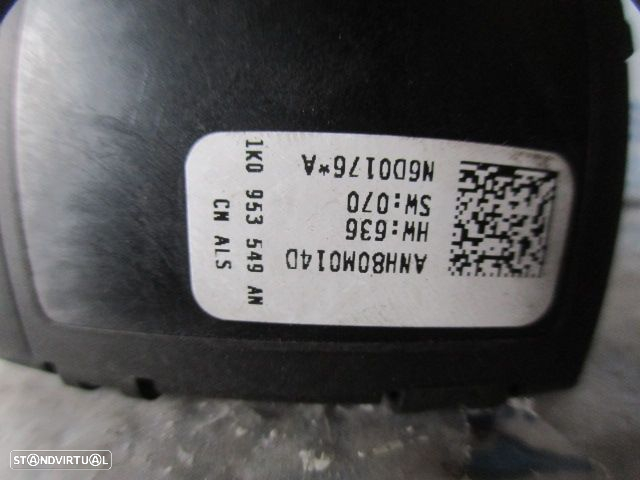 ANH80M014D
HW:636
SW:070
N6D0176*A
1K0 953 549 AN
CM ALS
STANDVIRTUAL